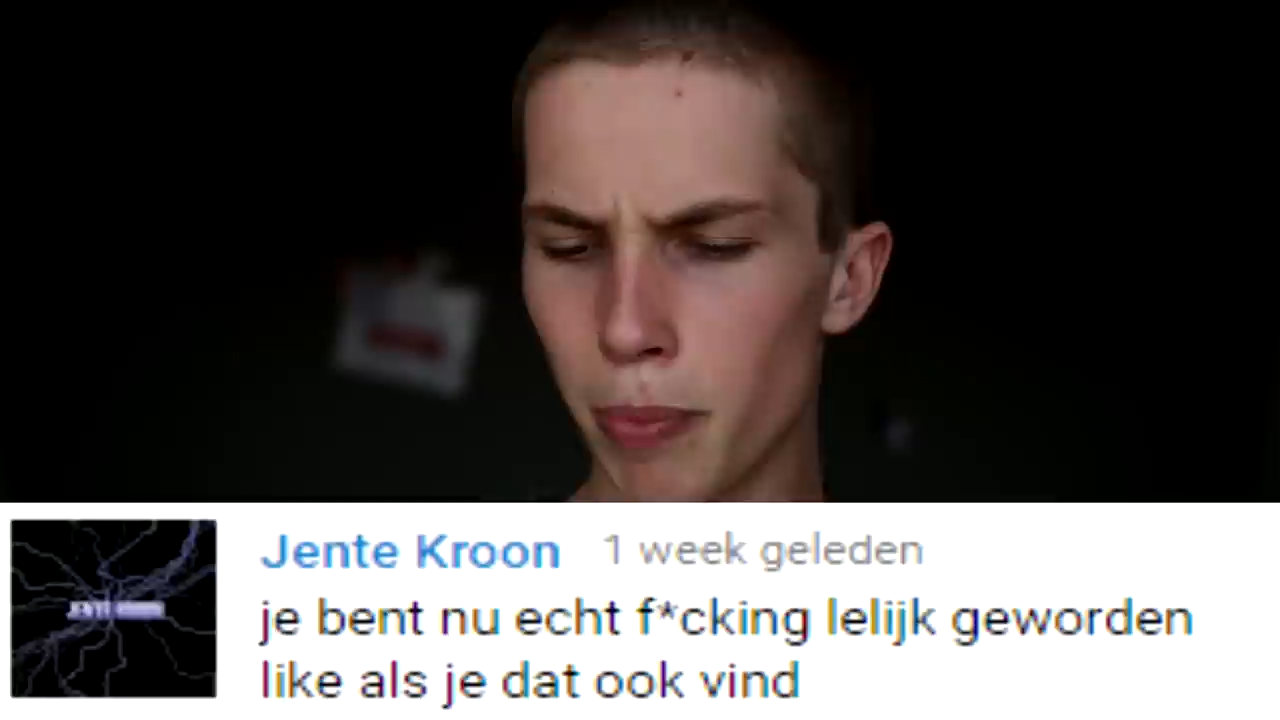 Jente Kroon 1 week geleden
je bent nu echt f*cking lelijk geworden
like als je dat ook vind